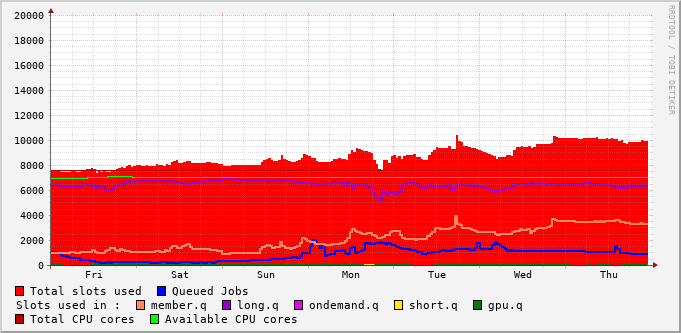 20000
18000
16000
14000
12000
10000
8000
6000
4000
2000
0
Fri Sat Sun Mon Tue Wed Thu
RRDTOOL / TOBI OETIKER
Total slots used Queued Jobs
Slots used in : member.q long.q ondemand.q short.q gpu.q
Total CPU cores Available CPU cores